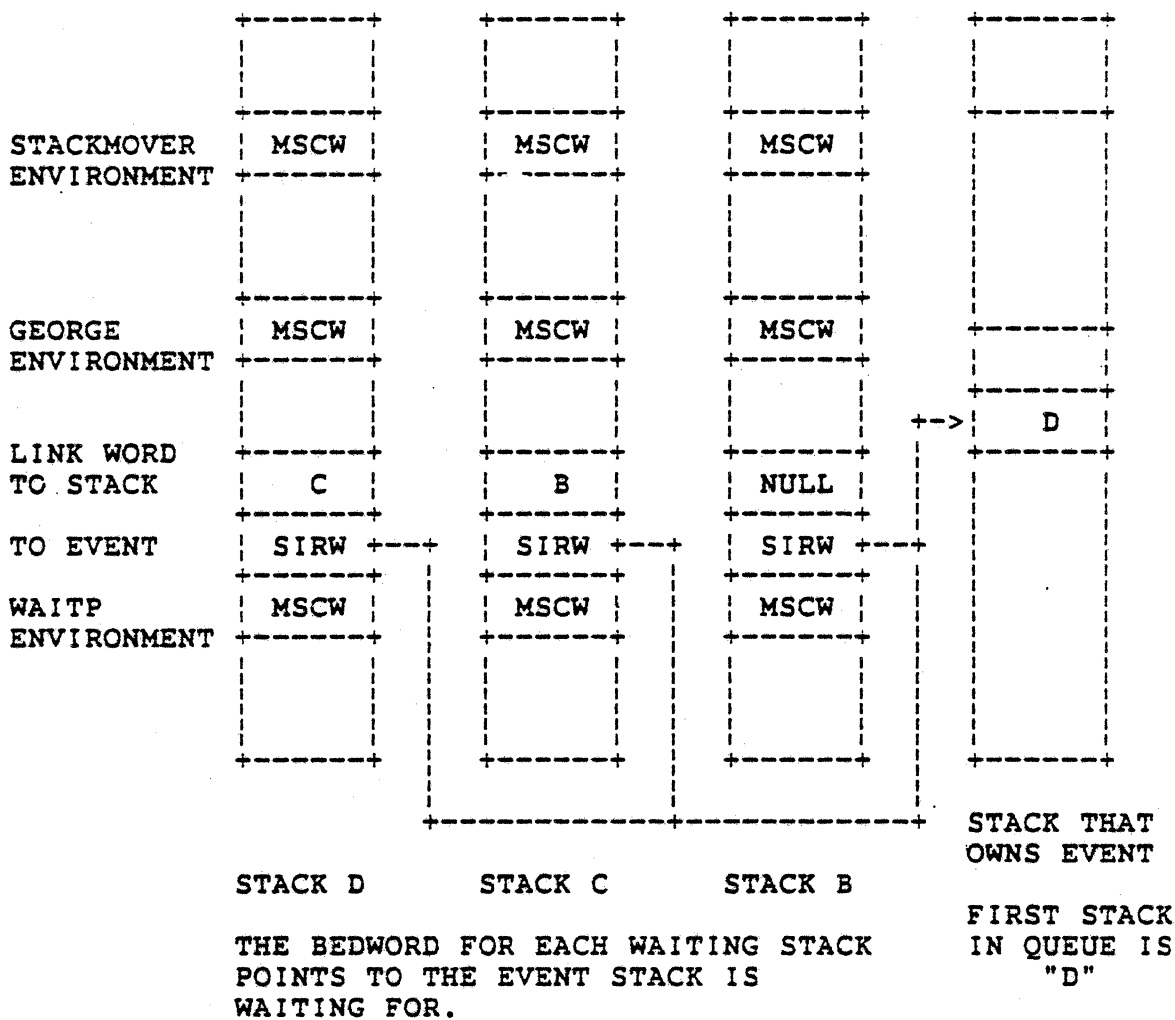 STACKMOVER MSCW MSCW MSCW
ENVIRONMENT
GEORGE MSCW MSCW MSCW
ENVIRONMENT
D
LINK WORD
TO STACK C B NULL
TO EVENT SIRW SIRW SIRW
WAITP MSCW MSCW MSCW
ENVIRONMENT
STACK THAT
OWNS EVENT
STACK D STACK C STACK B
FIRST STACK
IN QUEUE IS
"D"
THE BEDWORD FOR EACH WAITING STACK
POINTS TO THE EVENT STACK IS
WAITING FOR.